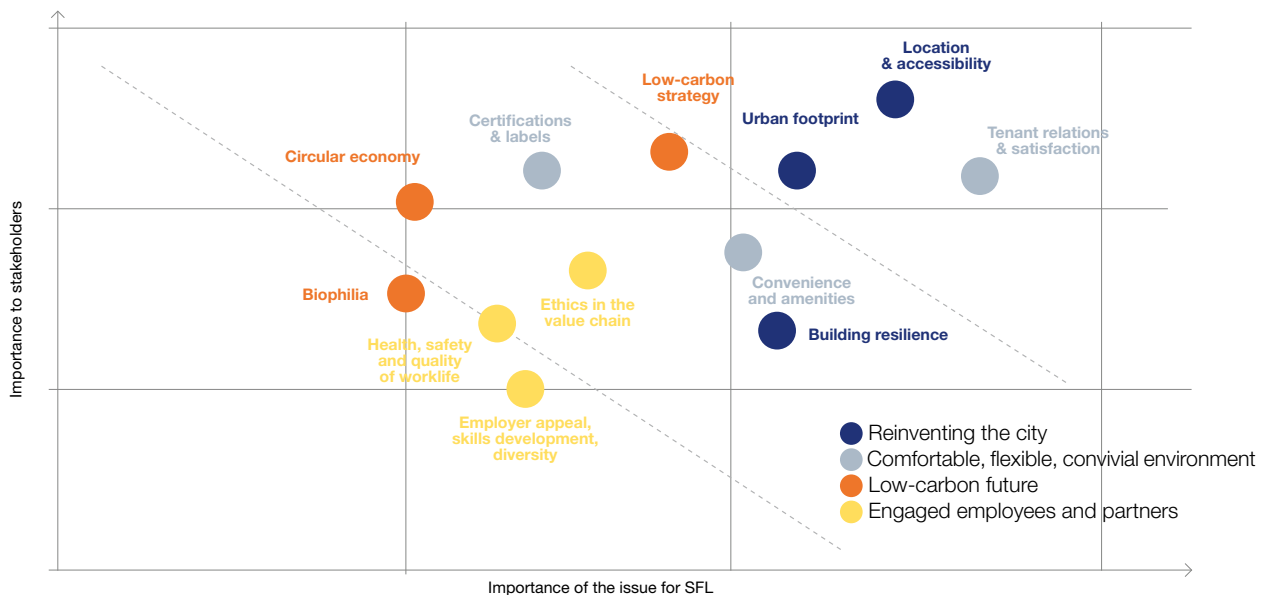 Location
& accessibility
Low-carbon
strategy
Urban footprint
Certifications
& labels
Tenant relations
& satisfaction
Circular economy
Biophilia
Convenience
and amenities
Ethics in the
value chain
Building resilience
Health, safety
and quality
of worklife
Employer appeal,
skills development,
diversity
Importance to stakeholders
Reinventing the city
Comfortable, flexible, convivial environment
Low-carbon future
Engaged employees and partners
Importance of the issue for SFL